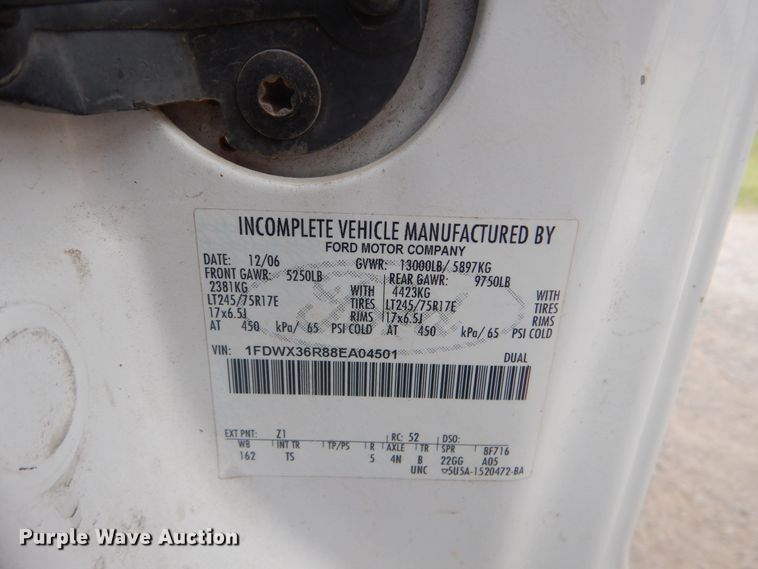 INCOMPLETE VEHICLE MANUFACTURED BY
FORD MOTOR COMPANY
DATE: 12/06 GVWR: 13000LB/ 5897KG
FRONT GAWR: 5250LB REAR GAWR: 9750LB
2381KG WITH 4423KG WITH
LT245/75R17E TIRES LT245/75R17E TIRES
17x6.5J RIMS 17x6.5J RIMS
AT 450 kPa/ 65 PSI COLD AT 450 kPa/ 65 PSI COLD
VIN: 1FDWX36R88EA04501 DUAL
EXT PNT: Z1 RC: 52 DSO:
WB INT TR TP/PS R AXLE TR SPR 8F716
162 TS 5 4N B 22GG A05
UNC 5U5A-1520472-BA
Purple Wave Auction